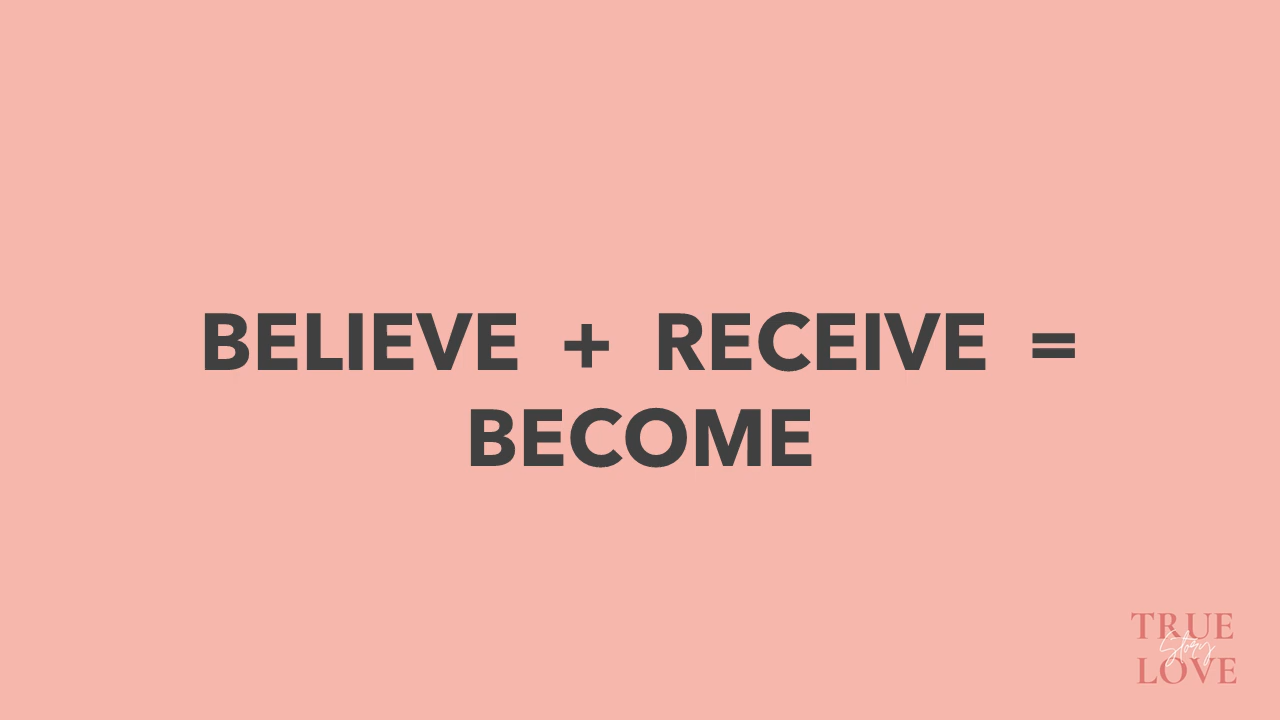 BELIEVE + RECEIVE =
BECOME
TRUE
Story
LOVE